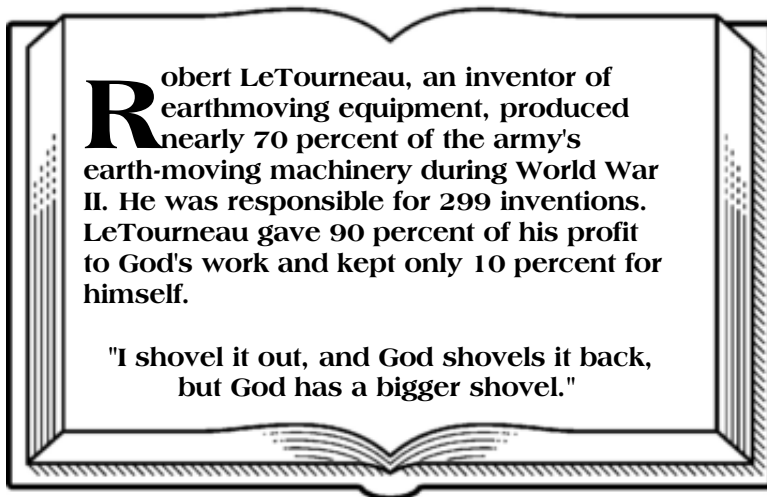 Robert LeTourneau, an inventor of
earthmoving equipment, produced
nearly 70 percent of the army's
earth-moving machinery during World War
II. He was responsible for 299 inventions.
LeTourneau gave 90 percent of his profit
to God's work and kept only 10 percent for
himself.
"I shovel it out, and God shovels it back,
but God has a bigger shovel."